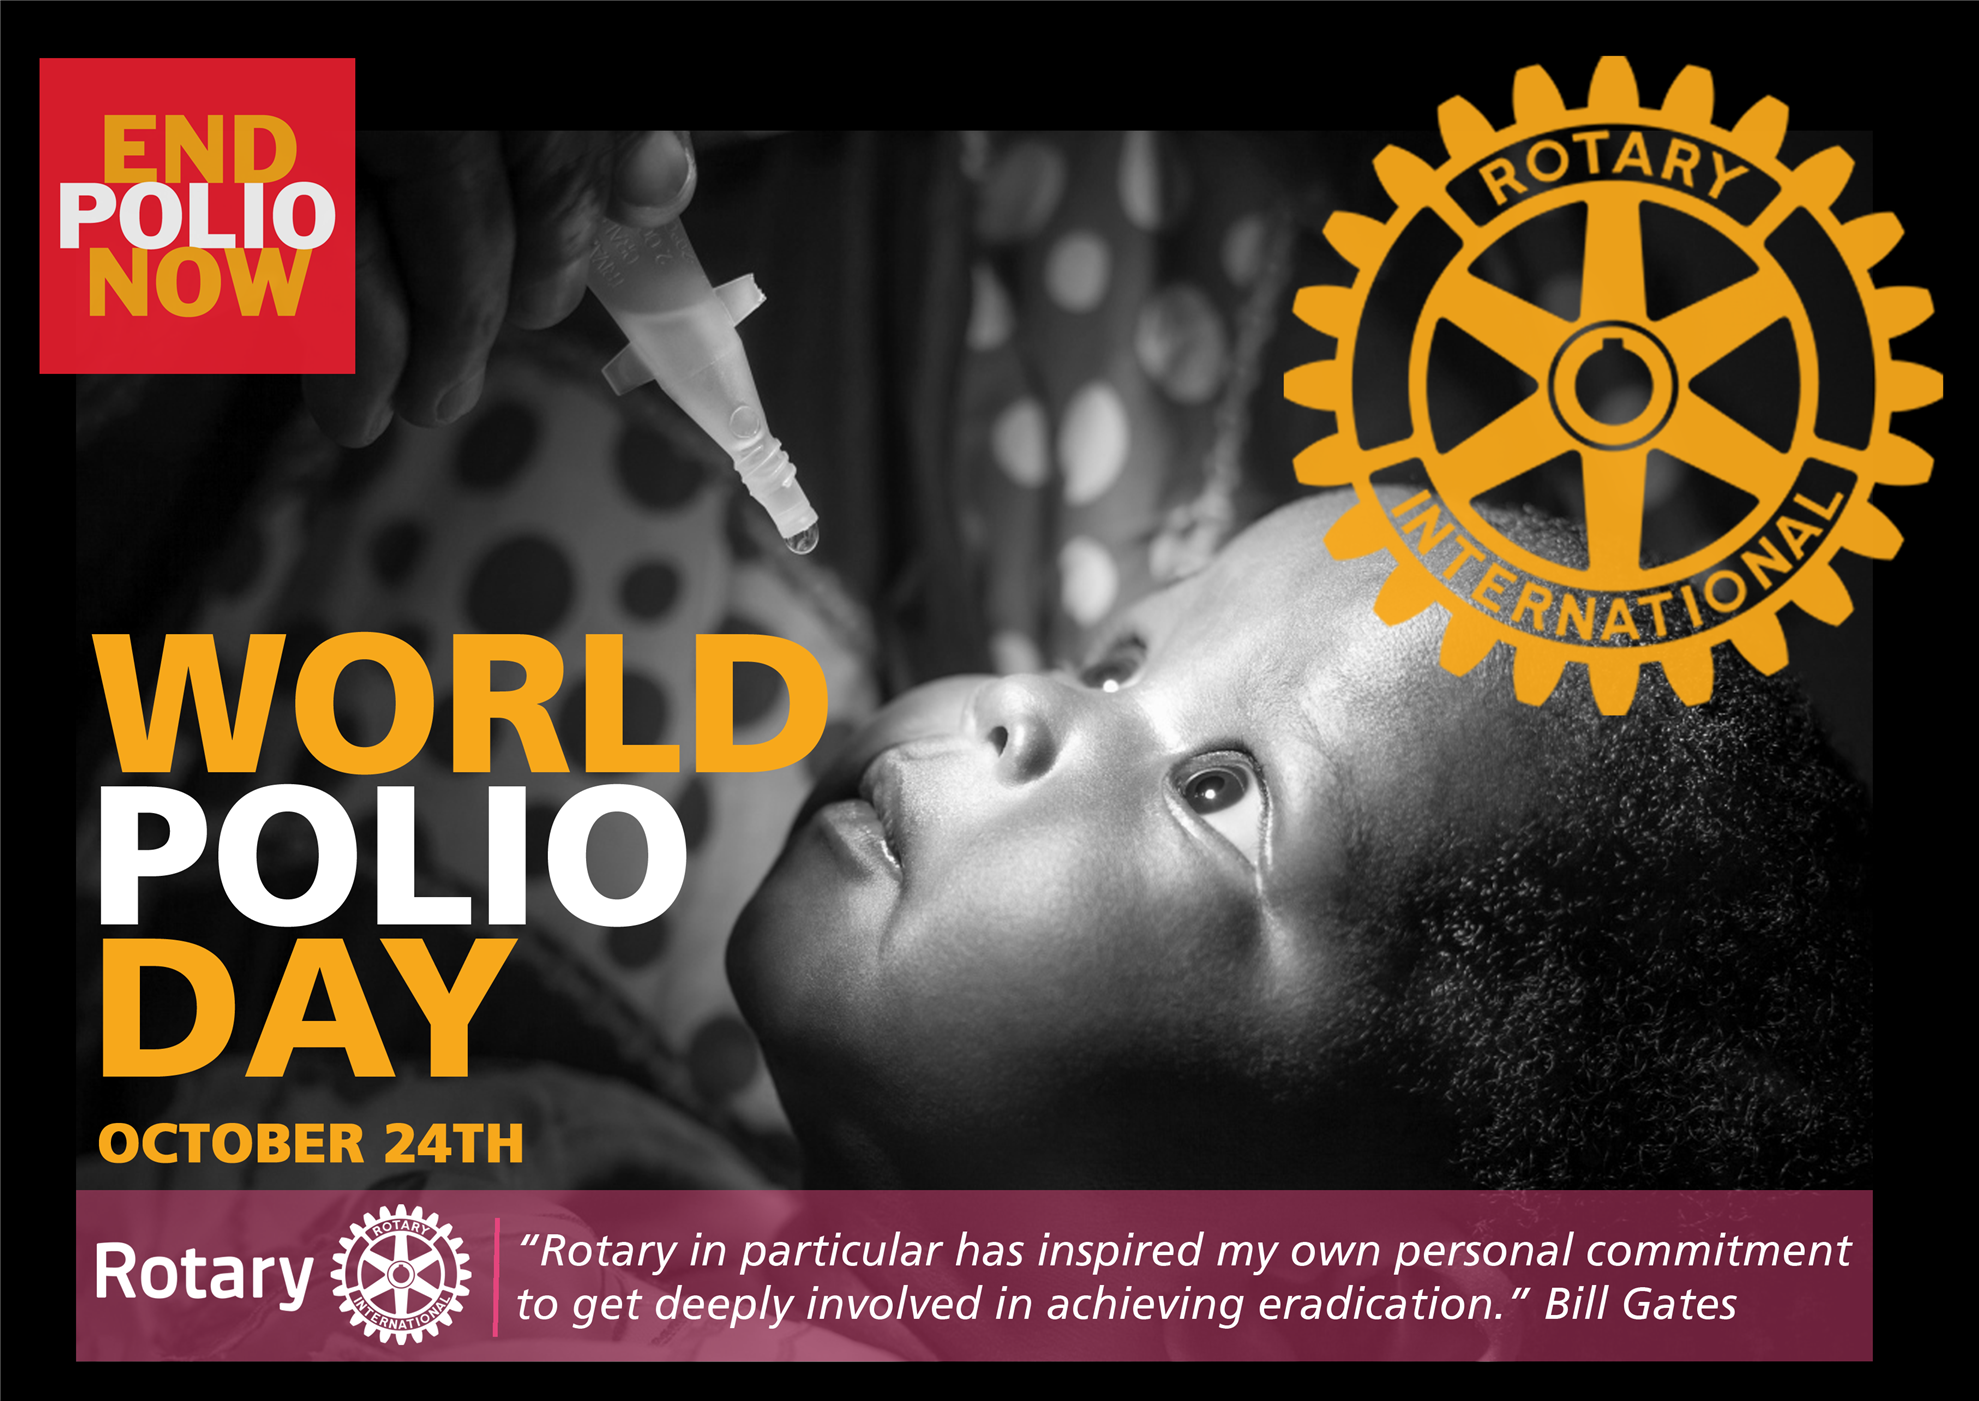 END
POLIO
NOW
ROTARY
INTERNATIONAL
WORLD
POLIO
DAY
OCTOBER 24TH
Rotary
ROTARY
INTERNATIONAL
“Rotary in particular has inspired my own personal commitment
to get deeply involved in achieving eradication.” Bill Gates